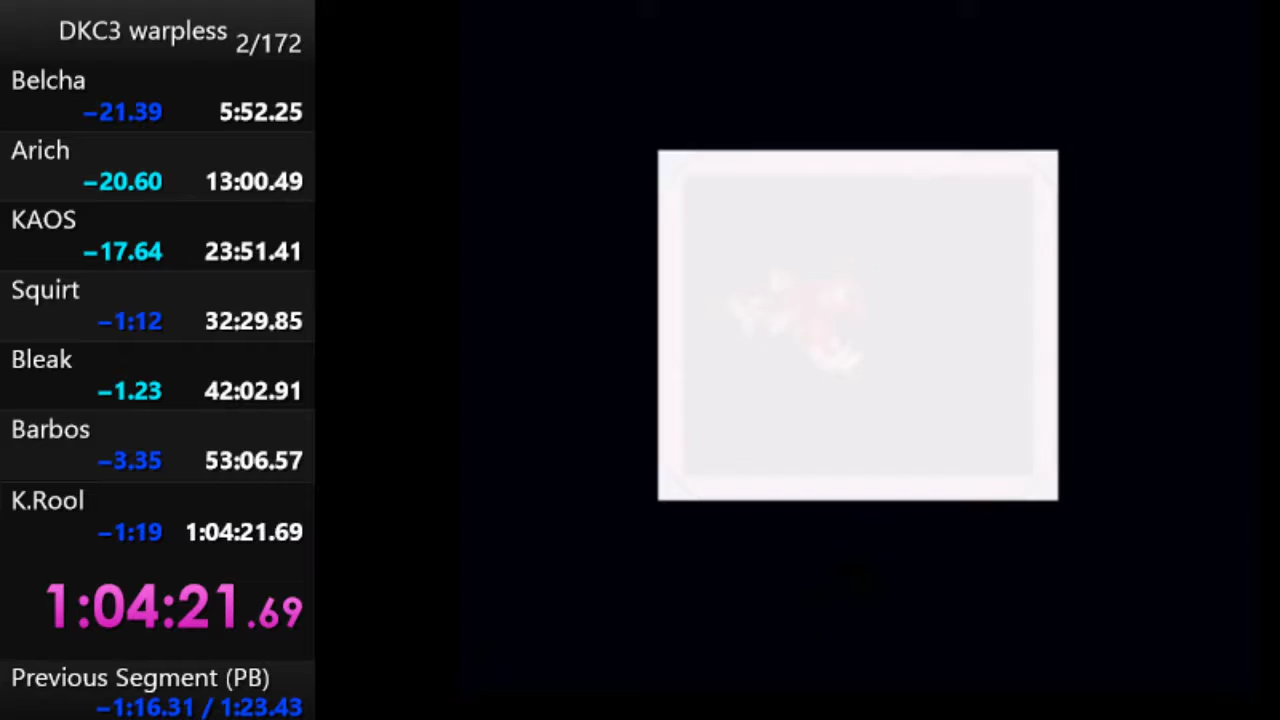 DKC3 warpless 2/172
Belcha
−21.39 5:52.25
Arich
−20.60 13:00.49
KAOS
−17.64 23:51.41
Squirt
−1:12 32:29.85
Bleak
−1.23 42:02.91
Barbos
−3.35 53:06.57
K.Rool
−1:19 1:04:21.69
1:04:21.69
Previous Segment (PB)
−1:16.31 / 1:23.43